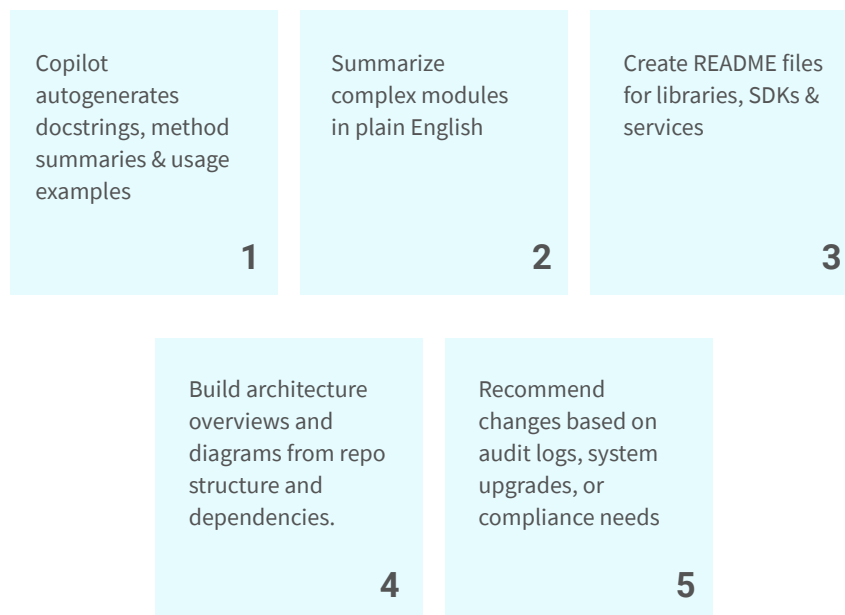 Copilot
autogenerates
docstrings, method
summaries & usage
examples
1
Summarize
complex modules
in plain English
2
Create README files
for libraries, SDKs &
services
3
Build architecture
overviews and
diagrams from repo
structure and
dependencies.
4
Recommend
changes based on
audit logs, system
upgrades, or
compliance needs
5